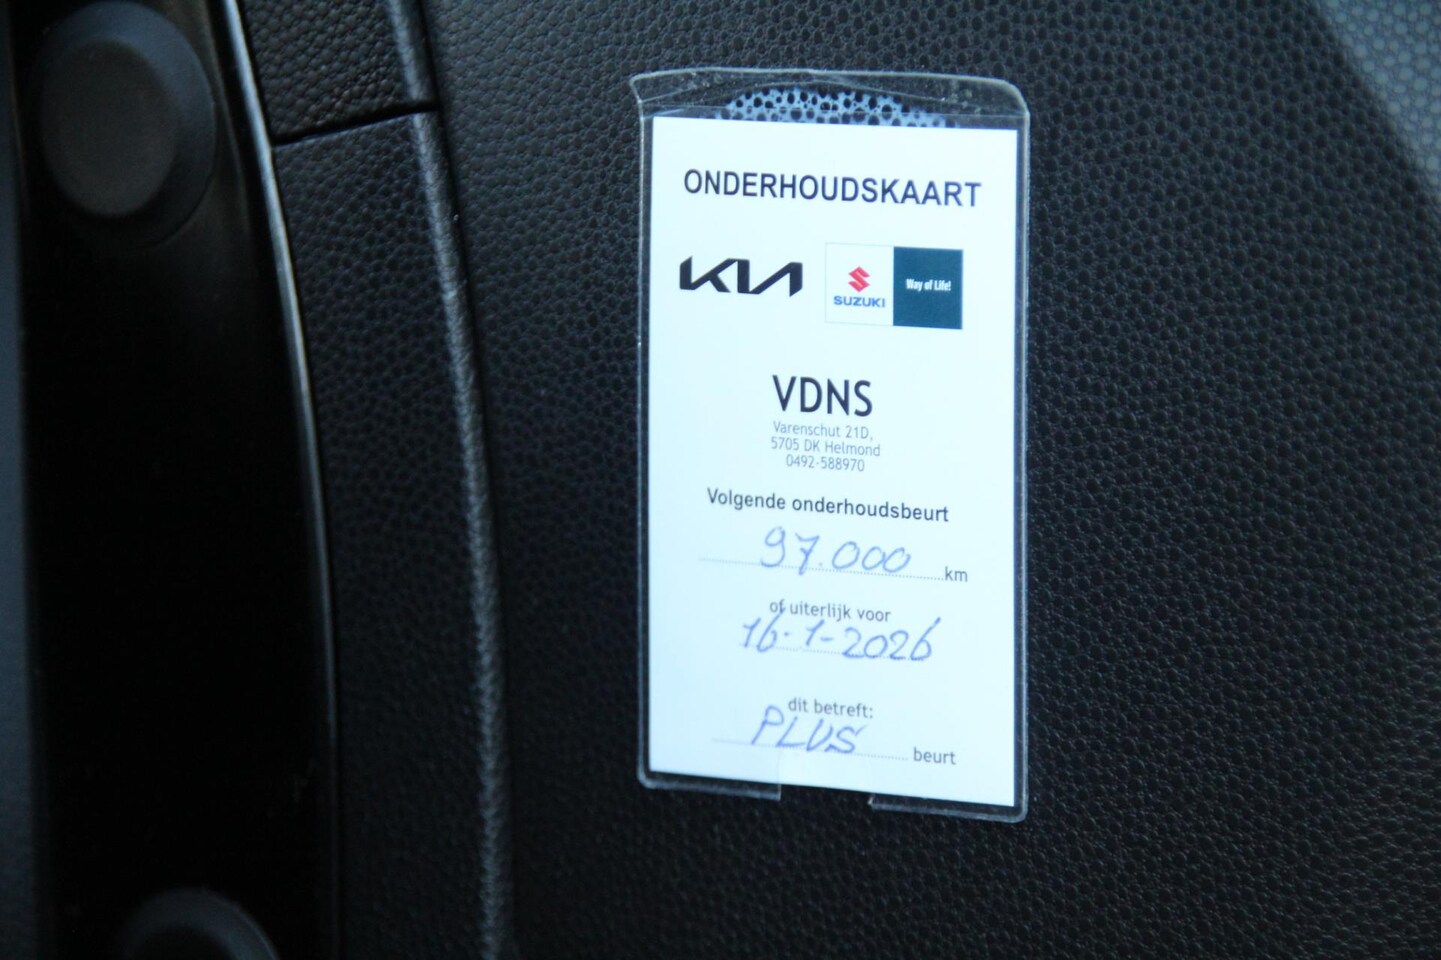 ONDERHOUDSKAART
KIA
SUZUKI
Way of Life!
VDNS
Varenschut 21D,
5705 DK Helmond
0492-588970
Volgende onderhoudsbeurt
97.000 km
of uiterlijk voor
16-1-2026
dit betreft:
PLUS beurt